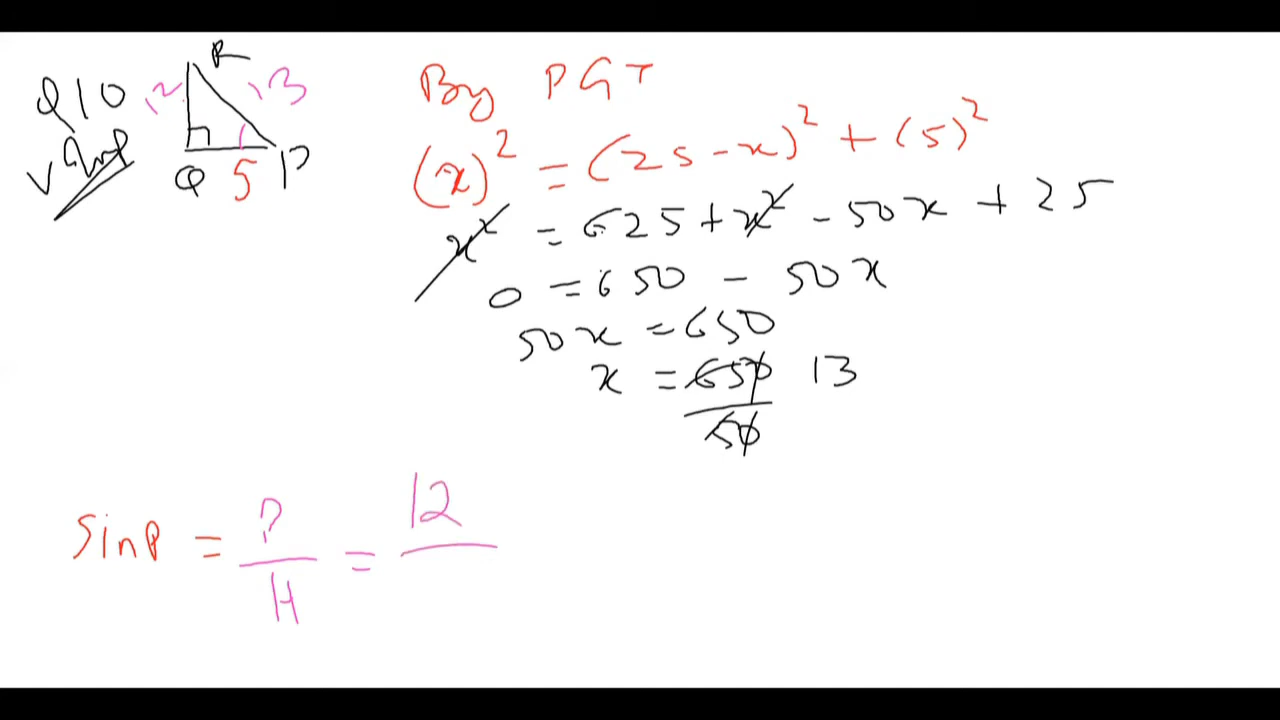 Q10
V Imp
R
12
13
Q 5 P
By PGT
(x)² = (25-x)² + (5)²
x² = 625 + x² - 50x + 25
0 = 650 - 50x
50x = 650
x = 650 13
50
sinP = P = 12
H